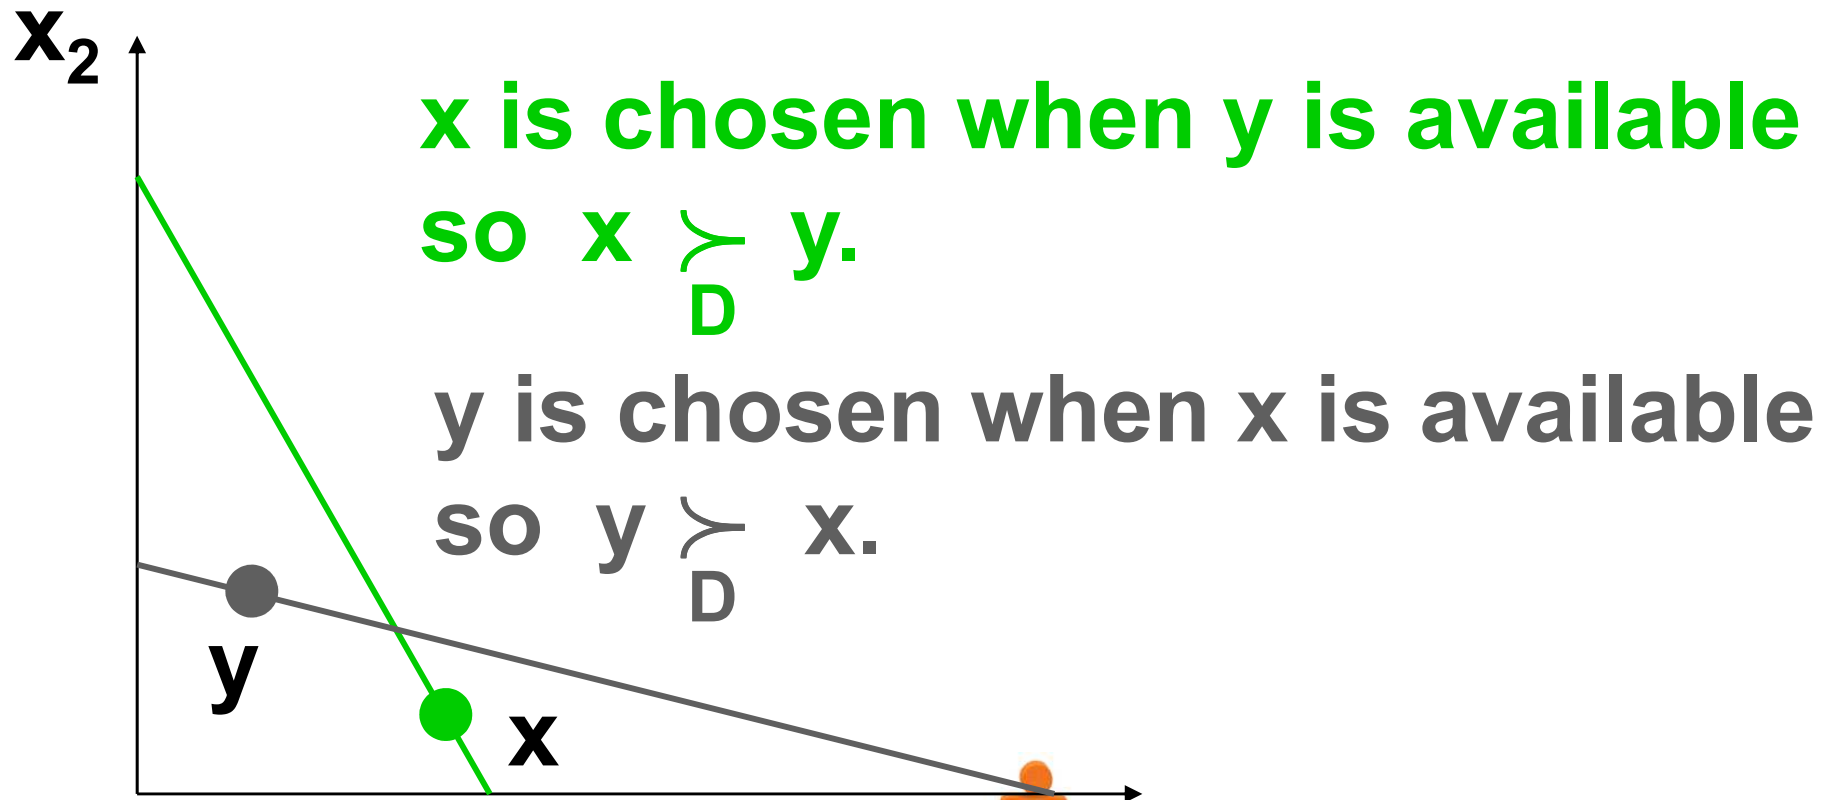 x₂
x is chosen when y is available
so x ≻ y.
D
y is chosen when x is available
so y ≻ x.
D
y
x